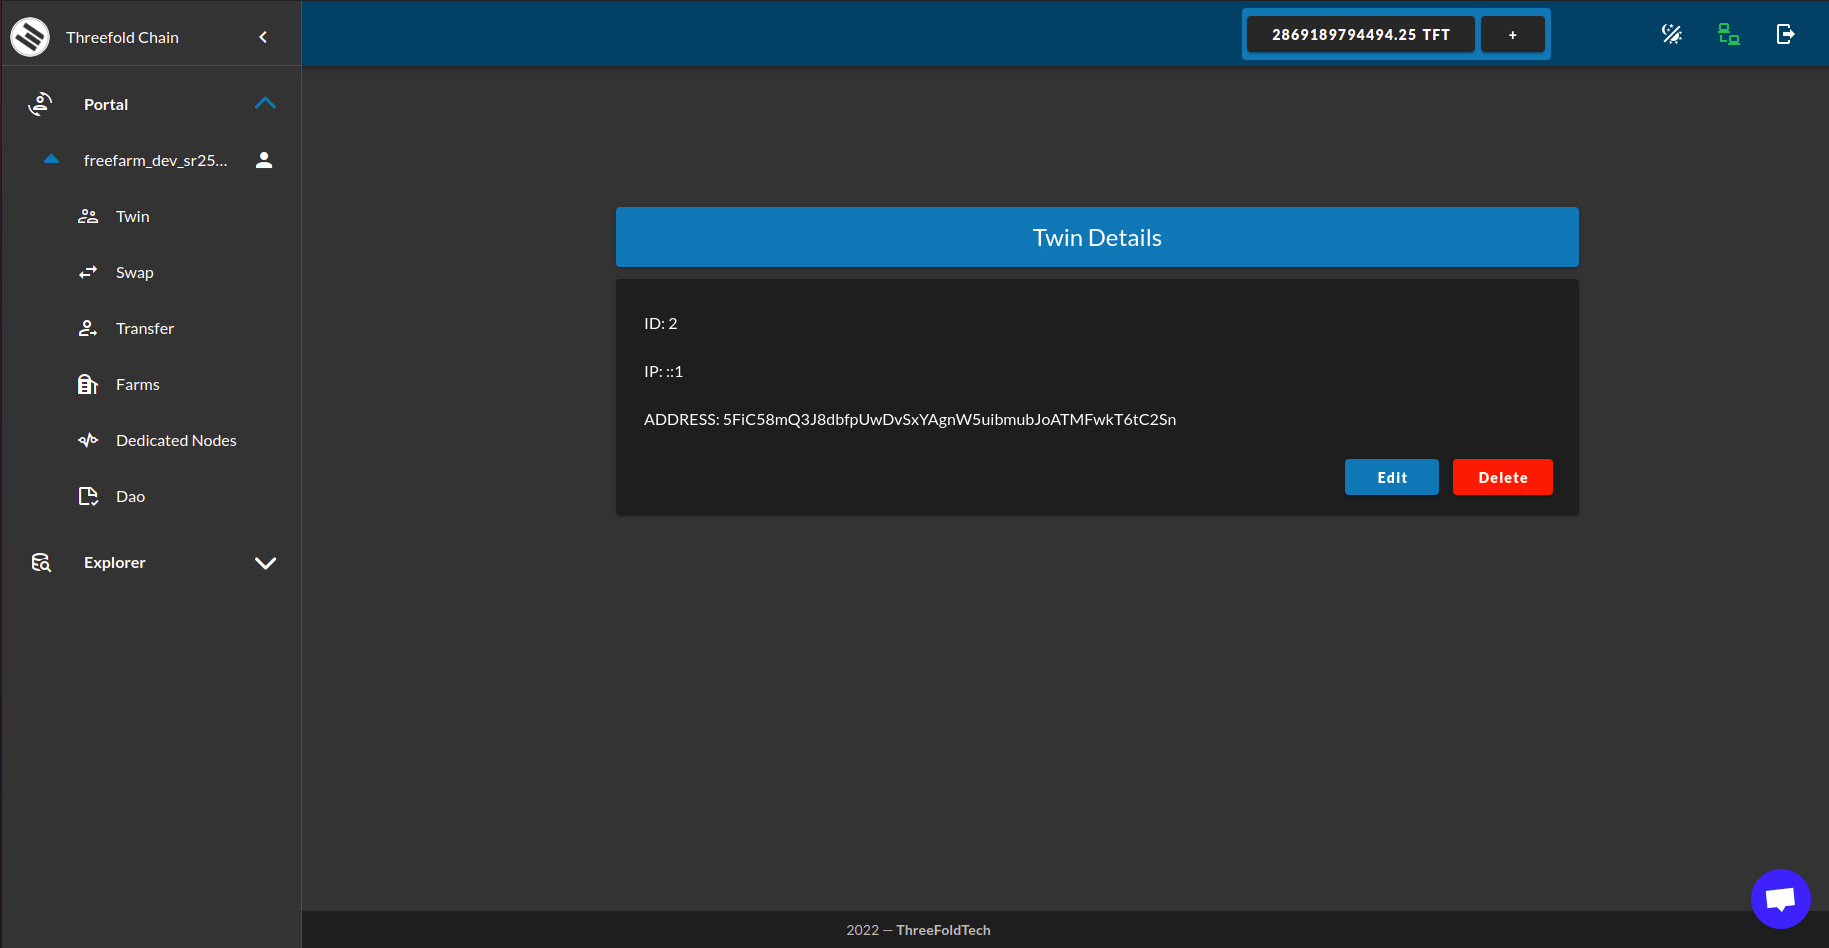 Threefold Chain
2869189794494.25 TFT
+
Portal
freefarm_dev_sr25...
Twin
Swap
Transfer
Farms
Dedicated Nodes
Dao
Explorer
Twin Details
ID: 2
IP: ::1
ADDRESS: 5FiC58mQ3J8dbfpUwDvSxYAgnW5uibmubJoATMFwkT6tC2Sn
Edit
Delete
2022 — ThreeFoldTech